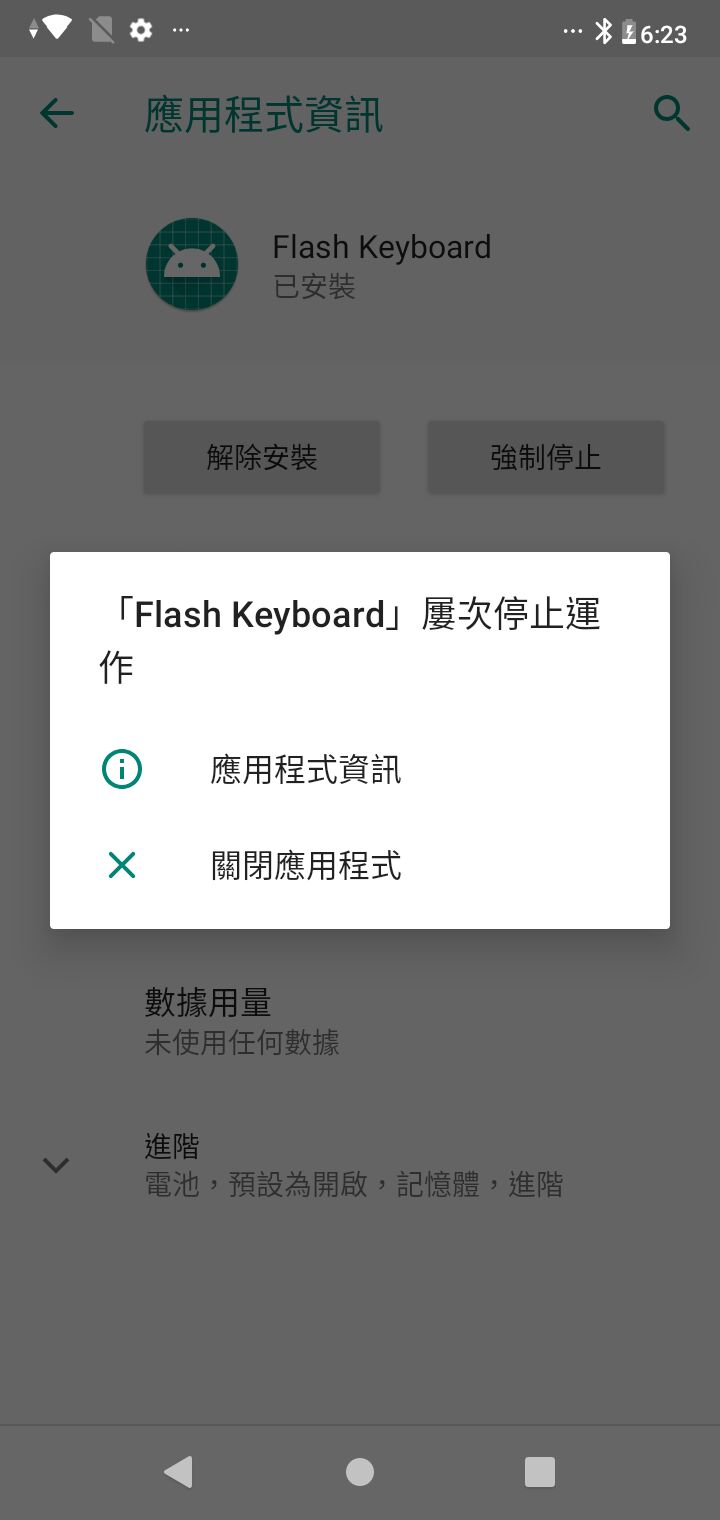 6:23
應用程式資訊
Flash Keyboard
已安裝
解除安裝
強制停止
「Flash Keyboard」屢次停止運
作
應用程式資訊
關閉應用程式
數據用量
未使用任何數據
進階
電池，預設為開啟，記憶體，進階